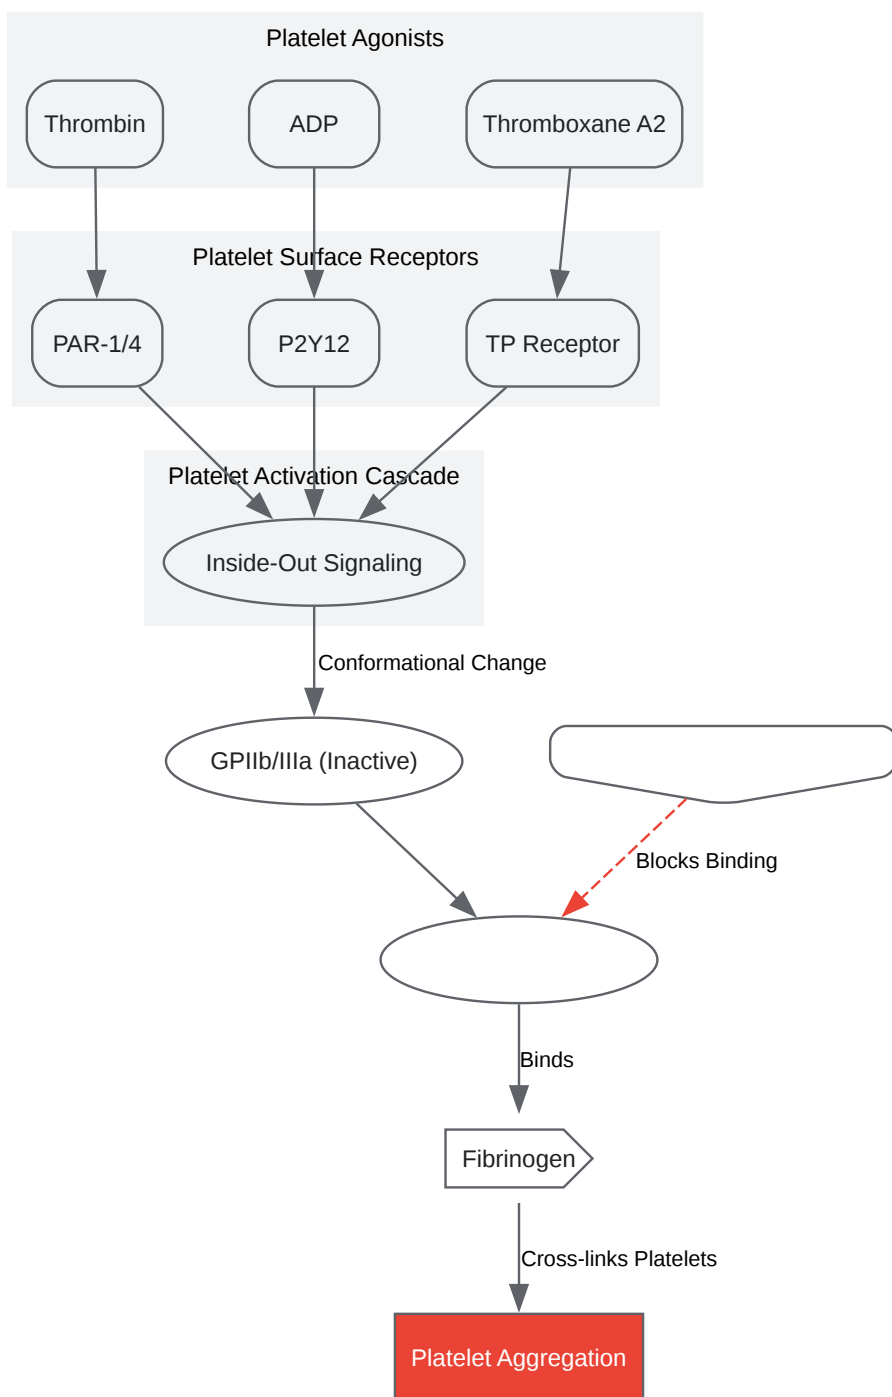 Platelet Agonists
Thrombin
ADP
Thromboxane A2
Platelet Surface Receptors
PAR-1/4
P2Y12
TP Receptor
Platelet Activation Cascade
Inside-Out Signaling
Conformational Change
GPIIb/IIIa (Inactive)
Blocks Binding
Binds
Fibrinogen
Cross-links Platelets
Platelet Aggregation